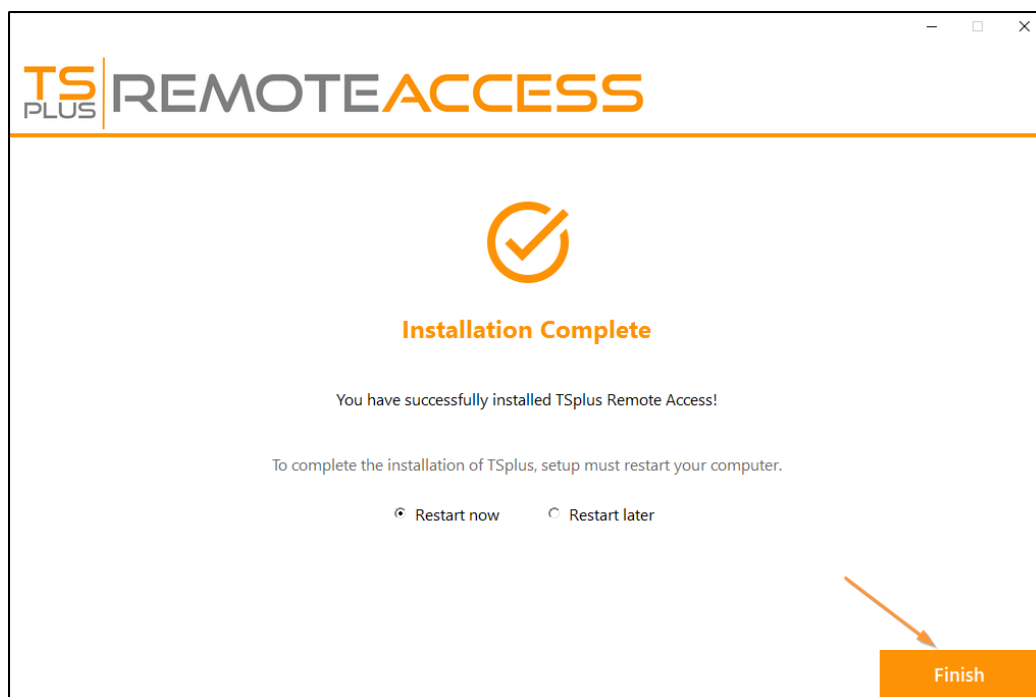 TS
PLUS
REMOTEACCESS
Installation Complete
You have successfully installed TSplus Remote Access!
To complete the installation of TSplus, setup must restart your computer.
Restart now Restart later
Finish